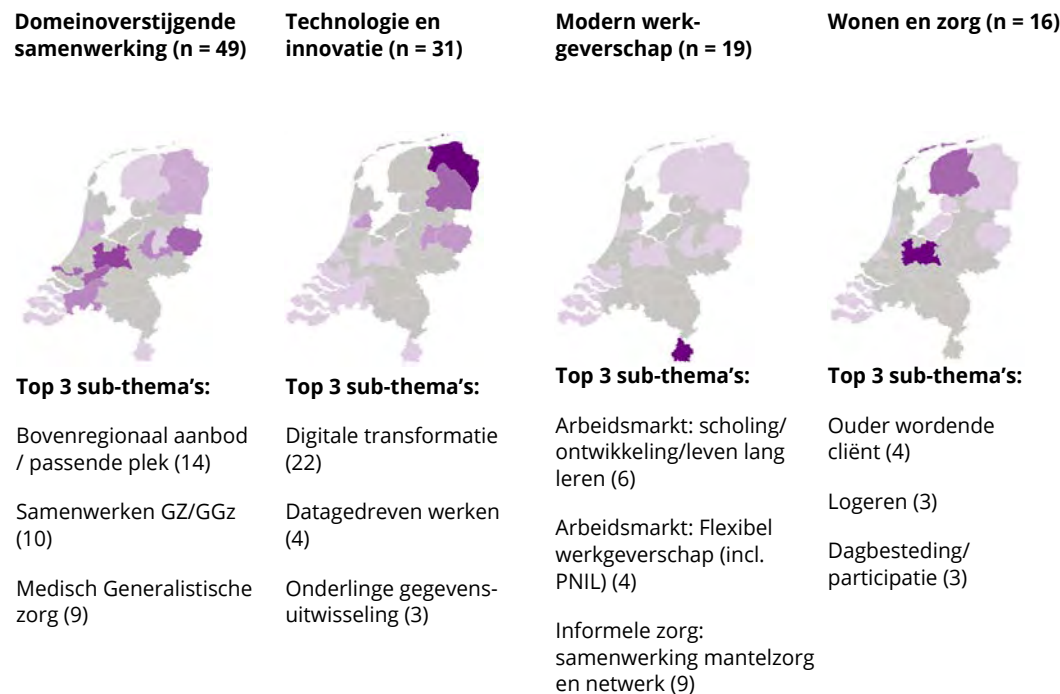 Domeinoverstijgende
samenwerking (n = 49)
Top 3 sub-thema's:
Bovenregionaal aanbod
/ passende plek (14)
Samenwerken GZ/GGz
(10)
Medisch Generalistische
zorg (9)
Technologie en
innovatie (n = 31)
Top 3 sub-thema's:
Digitale transformatie
(22)
Datagedreven werken
(4)
Onderlinge gegevens-
uitwisseling (3)
Modern werk-
geverschap (n = 19)
Top 3 sub-thema's:
Arbeidsmarkt: scholing/
ontwikkeling/leven lang
leren (6)
Arbeidsmarkt: Flexibel
werkgeverschap (incl.
PNIL) (4)
Informele zorg:
samenwerking mantelzorg
en netwerk (9)
Wonen en zorg (n = 16)
Top 3 sub-thema's:
Ouder wordende
cliënt (4)
Logeren (3)
Dagbesteding/
participatie (3)